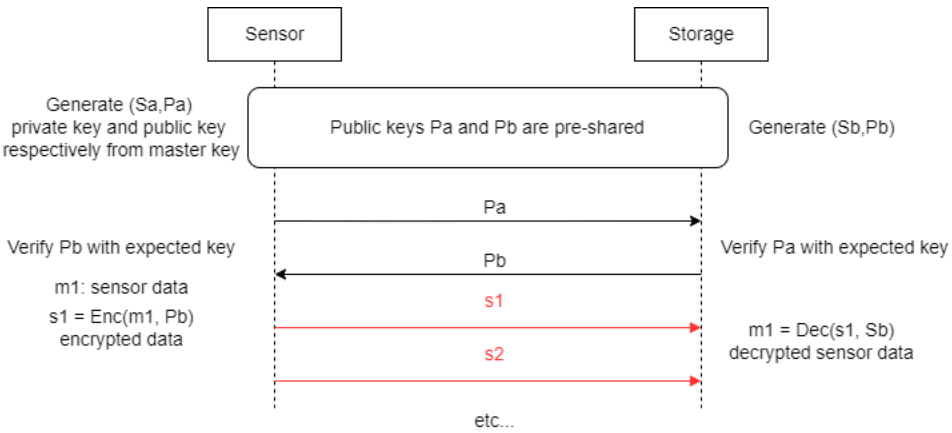 Sensor
Storage
Generate (Sa,Pa)
private key and public key
respectively from master key
Public keys Pa and Pb are pre-shared
Generate (Sb,Pb)
Pa
Verify Pb with expected key
Verify Pa with expected key
Pb
m1: sensor data
s1
s1 = Enc(m1, Pb)
encrypted data
m1 = Dec(s1, Sb)
decrypted sensor data
s2
etc...